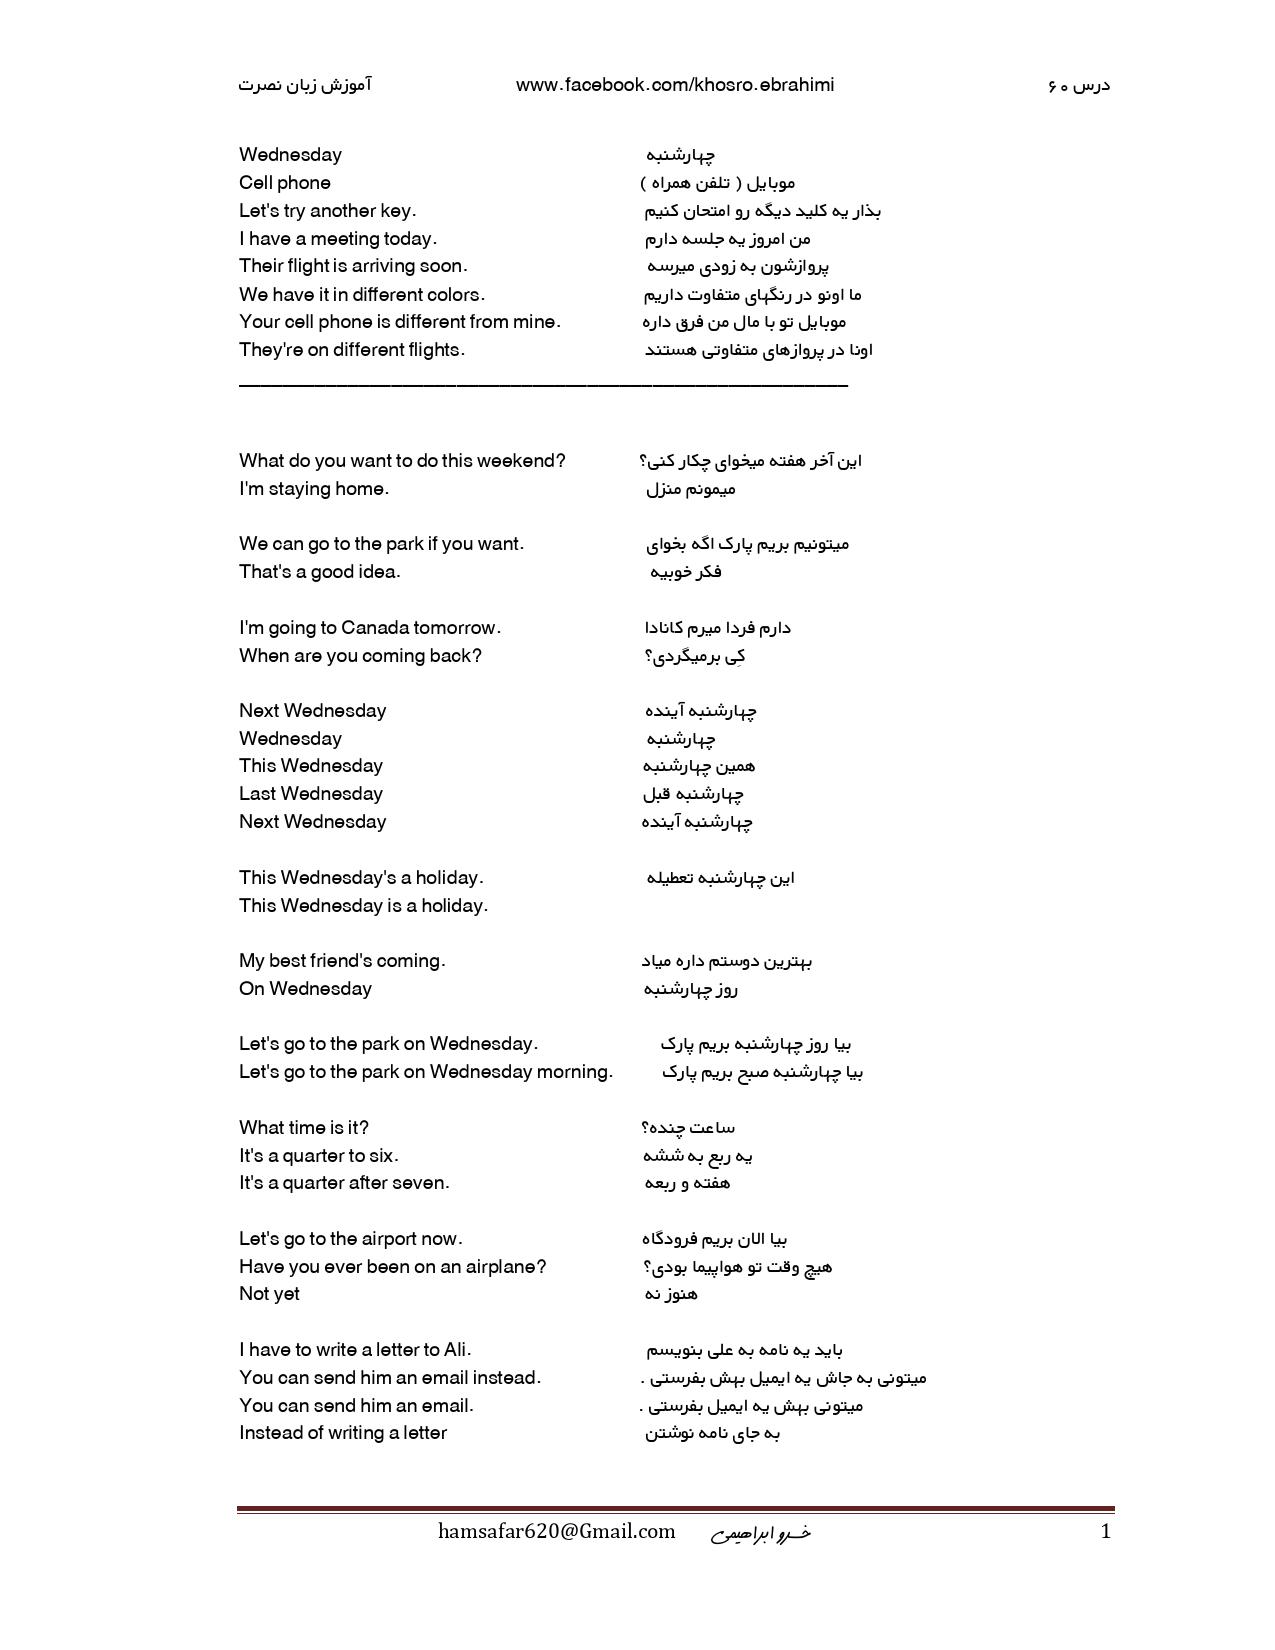 آموزش زبان نصرت www.facebook.com/khosro.ebrahimi درس ۶۰
Wednesday چهارشنبه
Cell phone موبایل ( تلفن همراه )
Let's try another key. بذار یه کلید دیگه رو امتحان کنیم
I have a meeting today. من امروز یه جلسه دارم
Their flight is arriving soon. پروازشون به زودی میرسه
We have it in different colors. ما اونو در رنگهای متفاوت داریم
Your cell phone is different from mine. موبایل تو با مال من فرق داره
They're on different flights. اونا در پروازهای متفاوتی هستند
What do you want to do this weekend? این آخر هفته میخوای چکار کنی؟
I'm staying home. میمونم منزل
We can go to the park if you want. میتونیم بریم پارک اگه بخوای
That's a good idea. فکر خوبیه
I'm going to Canada tomorrow. دارم فردا میرم کانادا
When are you coming back? کِی برمیگردی؟
Next Wednesday چهارشنبه آینده
Wednesday چهارشنبه
This Wednesday همین چهارشنبه
Last Wednesday چهارشنبه قبل
Next Wednesday چهارشنبه آینده
This Wednesday's a holiday. این چهارشنبه تعطیله
This Wednesday is a holiday.
My best friend's coming. بهترین دوستم داره میاد
On Wednesday روز چهارشنبه
Let's go to the park on Wednesday. بیا روز چهارشنبه بریم پارک
Let's go to the park on Wednesday morning. بیا چهارشنبه صبح بریم پارک
What time is it? ساعت چنده؟
It's a quarter to six. یه ربع به ششه
It's a quarter after seven. هفته و ربعه
Let's go to the airport now. بیا الان بریم فرودگاه
Have you ever been on an airplane? هیچ وقت تو هواپیما بودی؟
Not yet هنوز نه
I have to write a letter to Ali. باید یه نامه به علی بنویسم
You can send him an email instead. میتونی به جاش یه ایمیل بهش بفرستی .
You can send him an email. میتونی بهش یه ایمیل بفرستی .
Instead of writing a letter به جای نامه نوشتن
hamsafar620@Gmail.com خسرو ابراهیمی 1